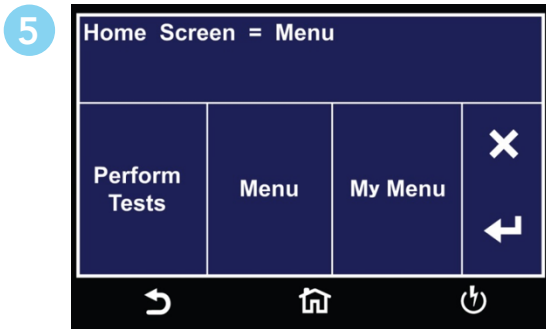 5
Home Screen = Menu
Perform
Tests
Menu
My Menu